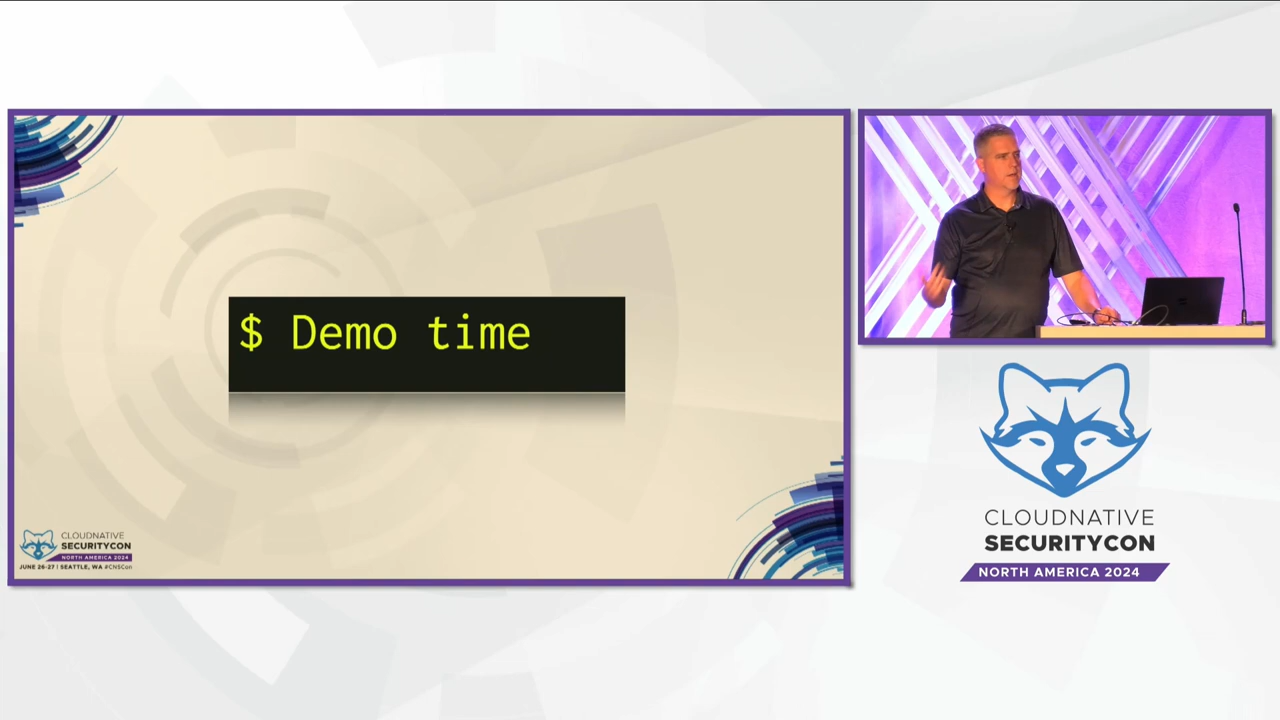 $ Demo time
CLOUDNATIVE
SECURITYCON
NORTH AMERICA 2024
JUNE 26-27 | SEATTLE, WA #CNSCon
CLOUDNATIVE
SECURITYCON
NORTH AMERICA 2024